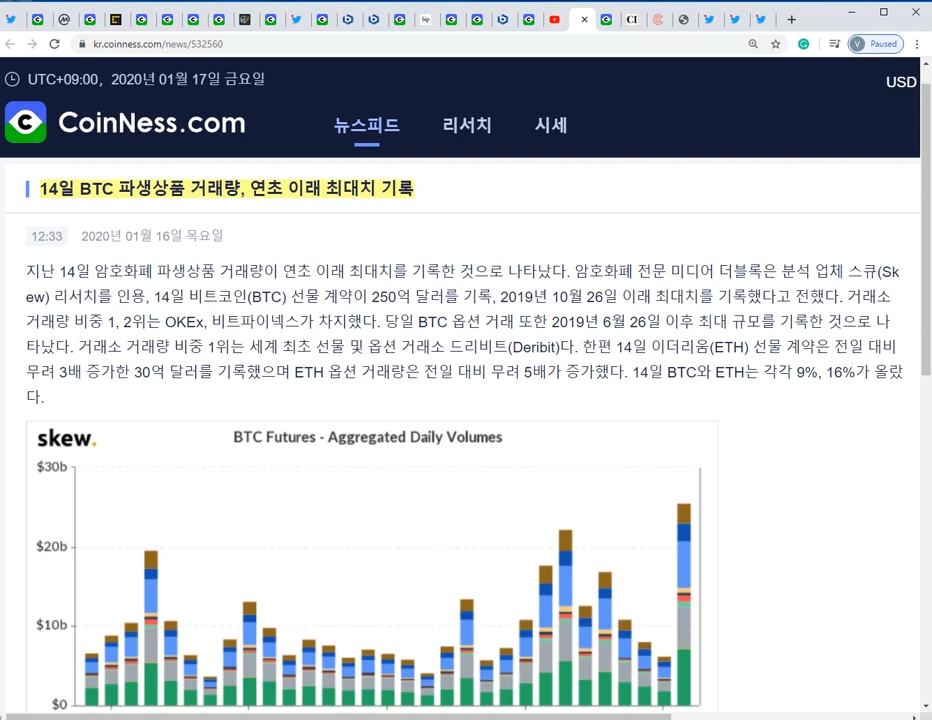 kr.coinness.com/news/532560
Paused
UTC+09:00, 2020년 01월 17일 금요일
USD
CoinNess.com
뉴스피드 리서치 시세
14일 BTC 파생상품 거래량, 연초 이래 최대치 기록
12:33 2020년 01월 16일 목요일
지난 14일 암호화폐 파생상품 거래량이 연초 이래 최대치를 기록한 것으로 나타났다. 암호화폐 전문 미디어 더블록은 분석 업체 스큐(Sk
ew) 리서치를 인용, 14일 비트코인(BTC) 선물 계약이 250억 달러를 기록, 2019년 10월 26일 이래 최대치를 기록했다고 전했다. 거래소
거래량 비중 1, 2위는 OKEx, 비트파이넥스가 차지했다. 당일 BTC 옵션 거래 또한 2019년 6월 26일 이후 최대 규모를 기록한 것으로 나
타났다. 거래소 거래량 비중 1위는 세계 최초 선물 및 옵션 거래소 드리비트(Deribit)다. 한편 14일 이더리움(ETH) 선물 계약은 전일 대비
무려 3배 증가한 30억 달러를 기록했으며 ETH 옵션 거래량은 전일 대비 무려 5배가 증가했다. 14일 BTC와 ETH는 각각 9%, 16%가 올랐
다.
skew.
BTC Futures - Aggregated Daily Volumes
$30b
$20b
$10b
$0